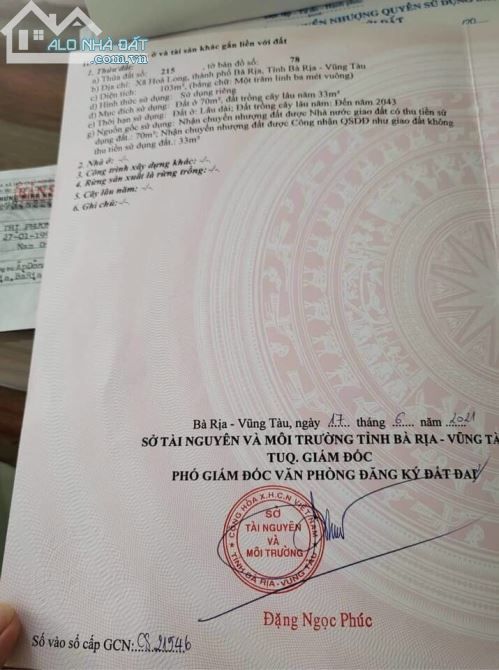 ALO NHÀ ĐẤT
NHƯỢNG QUYỀN SỬ DỤNG
ở và tài sản khác gắn liền với đất
1. Thửa đất:
a) Thửa đất số: 215 , tờ bản đồ số: 78
b) Địa chỉ: Xã Hoà Long, thành phố Bà Rịa, Tỉnh Bà Rịa - Vũng Tàu
c) Diện tích: 103m², (bằng chữ: Một trăm linh ba mét vuông)
d) Hình thức sử dụng: Sử dụng riêng
đ) Mục đích sử dụng: Đất ở 70m², đất trồng cây lâu năm 33m²
e) Thời hạn sử dụng: Đất ở: Lâu dài; Đất trồng cây lâu năm: Đến năm 2043
g) Nguồn gốc sử dụng: Nhận chuyển nhượng đất được Nhà nước giao đất có thu tiền sử
dụng đất.: 70m²; Nhận chuyển nhượng đất được Công nhận QSDĐ như giao đất không
thu tiền sử dụng đất.: 33m²
2. Nhà ở: -/-
3. Công trình xây dựng khác: -/-
4. Rừng sản xuất là rừng trồng: -/-
5. Cây lâu năm: -/-
6. Ghi chú: -/-
THỊ
27-01-19
Nam
Bà Rịa - Vũng Tàu, ngày 17 tháng 6 năm 2021
SỞ TÀI NGUYÊN VÀ MÔI TRƯỜNG TỈNH BÀ RỊA - VŨNG TÀ
TUQ. GIÁM ĐỐC
PHÓ GIÁM ĐỐC VĂN PHÒNG ĐĂNG KÝ ĐẤT ĐAI
CỘNG HÒA X.H.C.N VIỆT NAM
SỞ
TÀI NGUYÊN
VÀ
MÔI TRƯỜNG
TỈNH BÀ RỊA-VŨNG TÀU
Đặng Ngọc Phúc
Số vào sổ cấp GCN: CS 21546